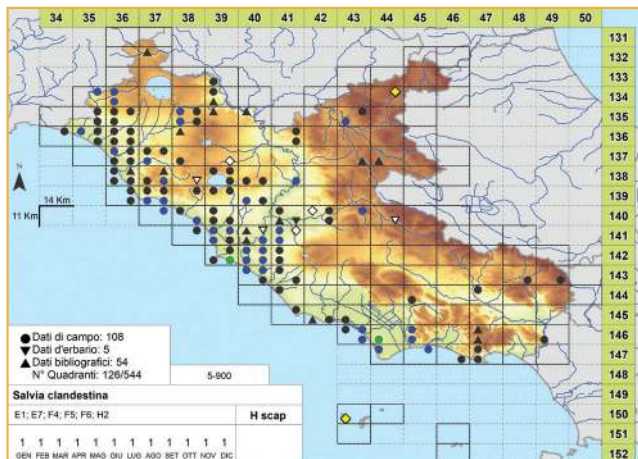 34 35 36 37 38 39 40 41 42 43 44 45 46 47 48 49 50
131
132
133
134
135
136
137
138
139
140
141
142
143
144
145
146
147
148
149
150
151
152
N
14 Km
11 Km
Dati di campo: 108
Dati d'erbario: 5
Dati bibliografici: 54
N° Quadranti: 126/544
5-900
Salvia clandestina
E1; E7; F4; F5; F6; H2
H scap
1 1 1 1 1 1 1 1 1 1 1 1
GEN FEB MAR APR MAG GIU LUG AGO SET OTT NOV DIC